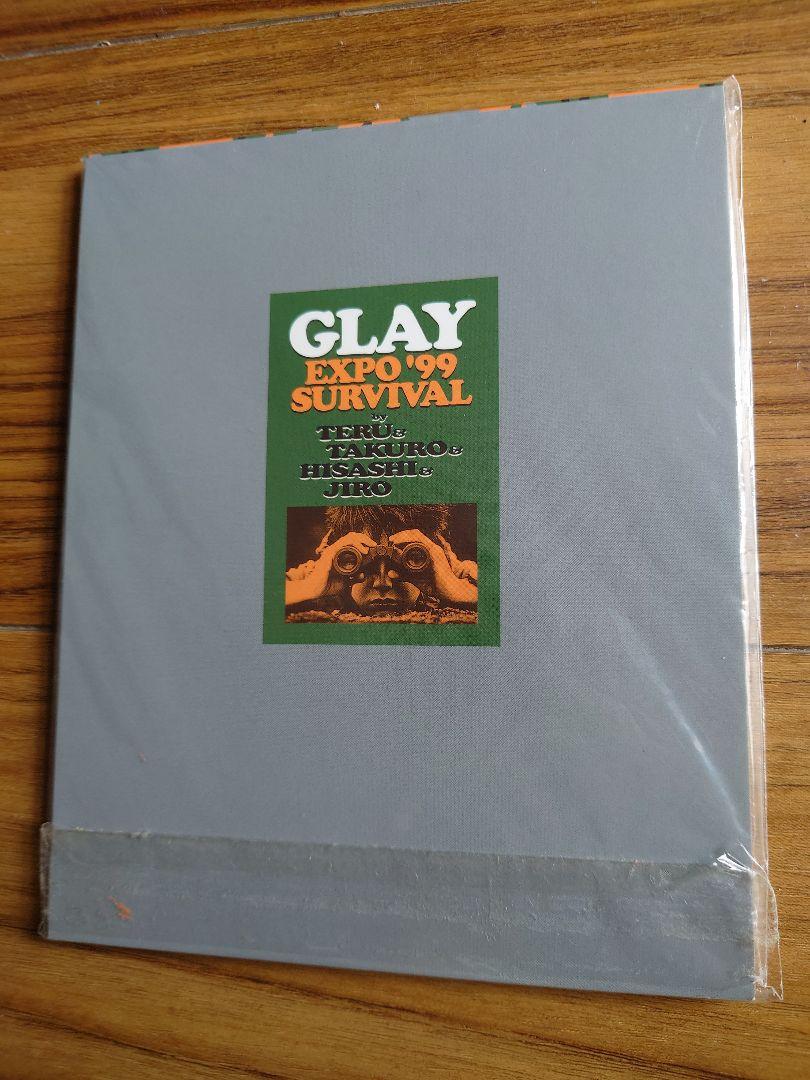 GLAY
EXPO '99
SURVIVAL
by
TERU &
TAKURO &
HISASHI &
JIRO